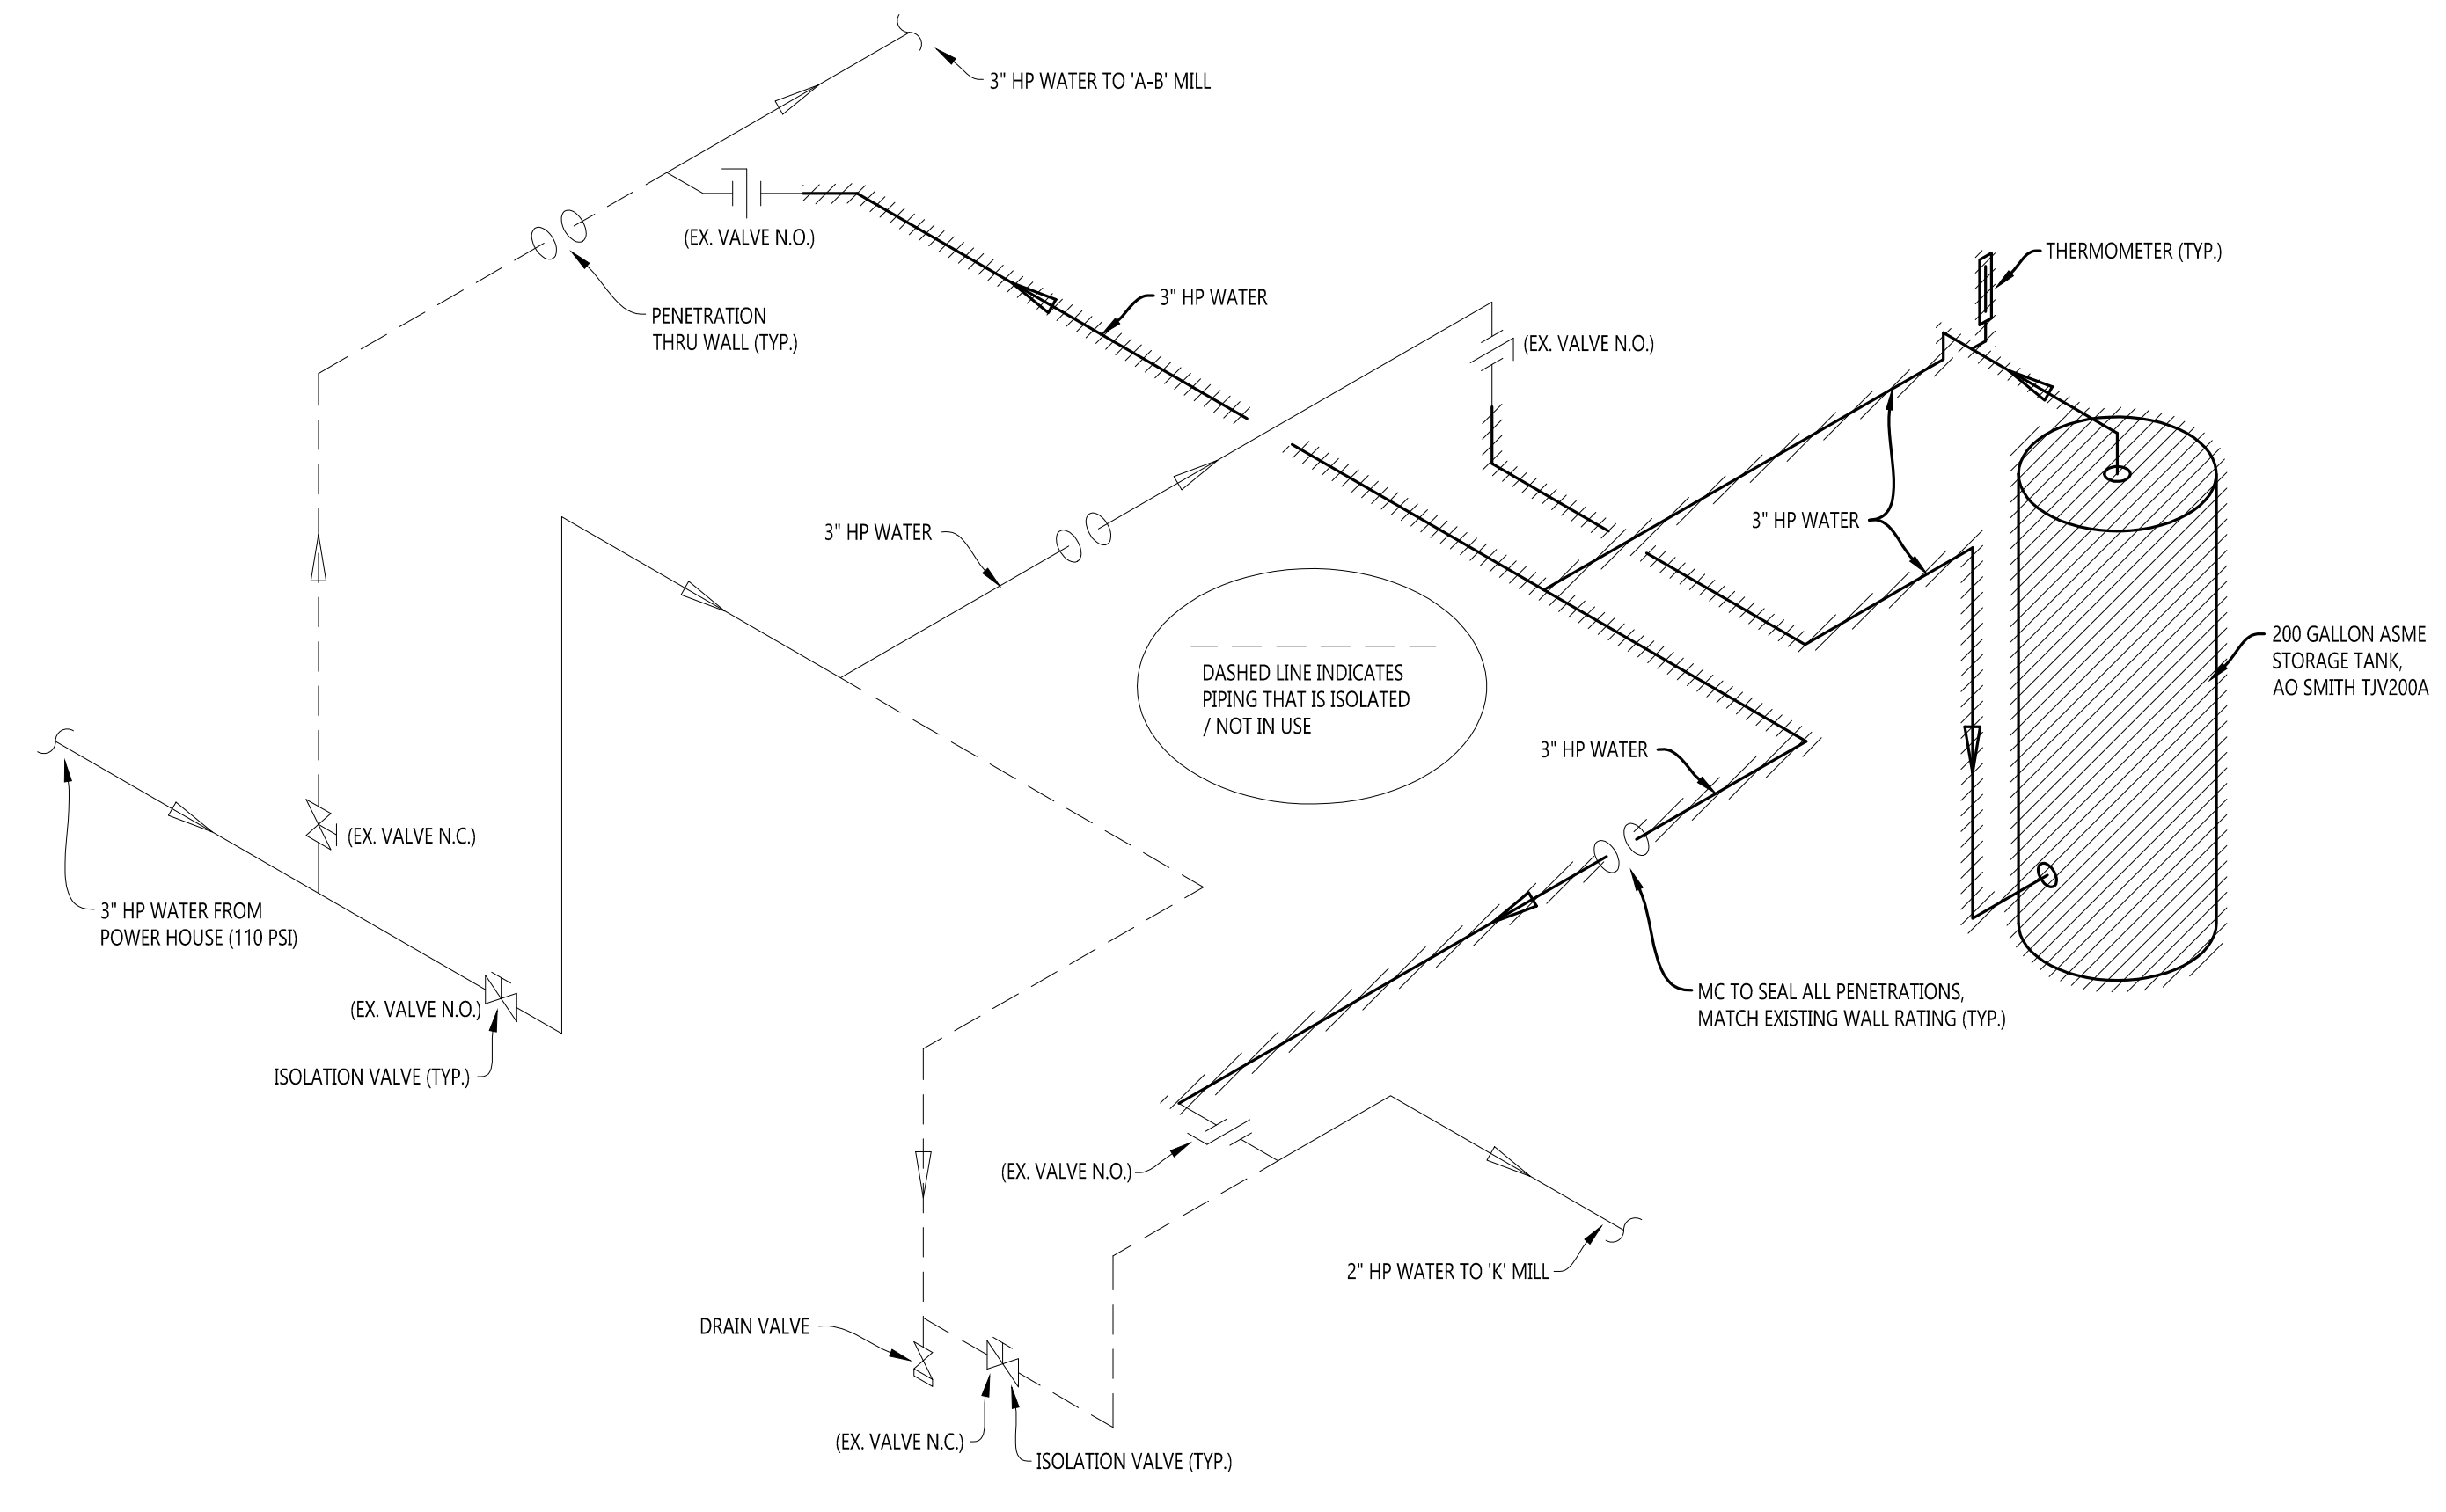 3" HP WATER TO 'A-B' MILL
(EX. VALVE N.O.)
THERMOMETER (TYP.)
3" HP WATER
PENETRATION
THRU WALL (TYP.)
(EX. VALVE N.O.)
3" HP WATER
3" HP WATER
200 GALLON ASME
STORAGE TANK,
AO SMITH TJV200A
DASHED LINE INDICATES
PIPING THAT IS ISOLATED
/ NOT IN USE
3" HP WATER
(EX. VALVE N.C.)
3" HP WATER FROM
POWER HOUSE (110 PSI)
(EX. VALVE N.O.)
ISOLATION VALVE (TYP.)
MC TO SEAL ALL PENETRATIONS,
MATCH EXISTING WALL RATING (TYP.)
(EX. VALVE N.O.)
2" HP WATER TO 'K' MILL
DRAIN VALVE
(EX. VALVE N.C.)
ISOLATION VALVE (TYP.)